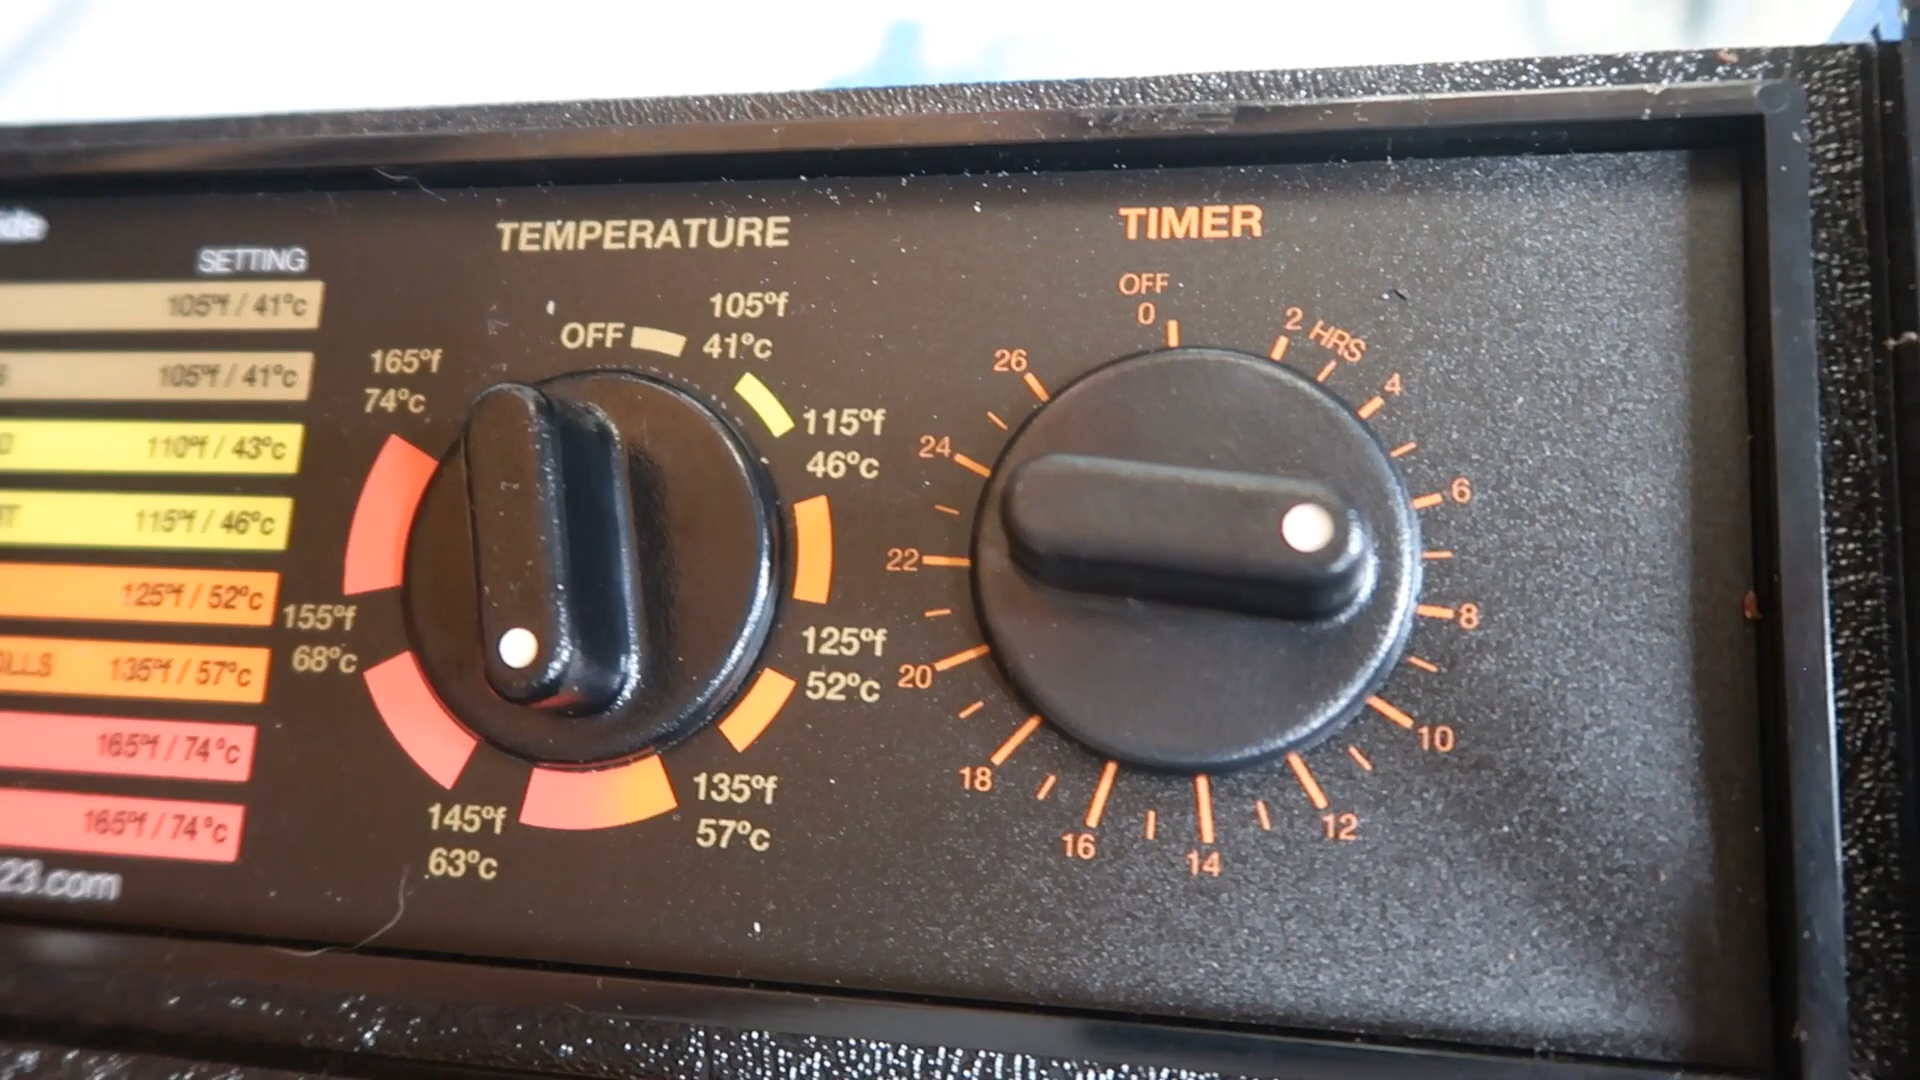 SETTING
105ºf / 41ºc
105ºf / 41ºc
110ºf / 43ºc
115ºf / 46ºc
125ºf / 52ºc
135ºf / 57ºc
165ºf / 74ºc
165ºf / 74ºc
23.com
TEMPERATURE
OFF
105ºf
41ºc
115ºf
46ºc
125ºf
52ºc
135ºf
57ºc
145ºf
63ºc
155ºf
68ºc
165ºf
74ºc
TIMER
OFF
0
2 HRS
4
6
8
10
12
14
16
18
20
22
24
26